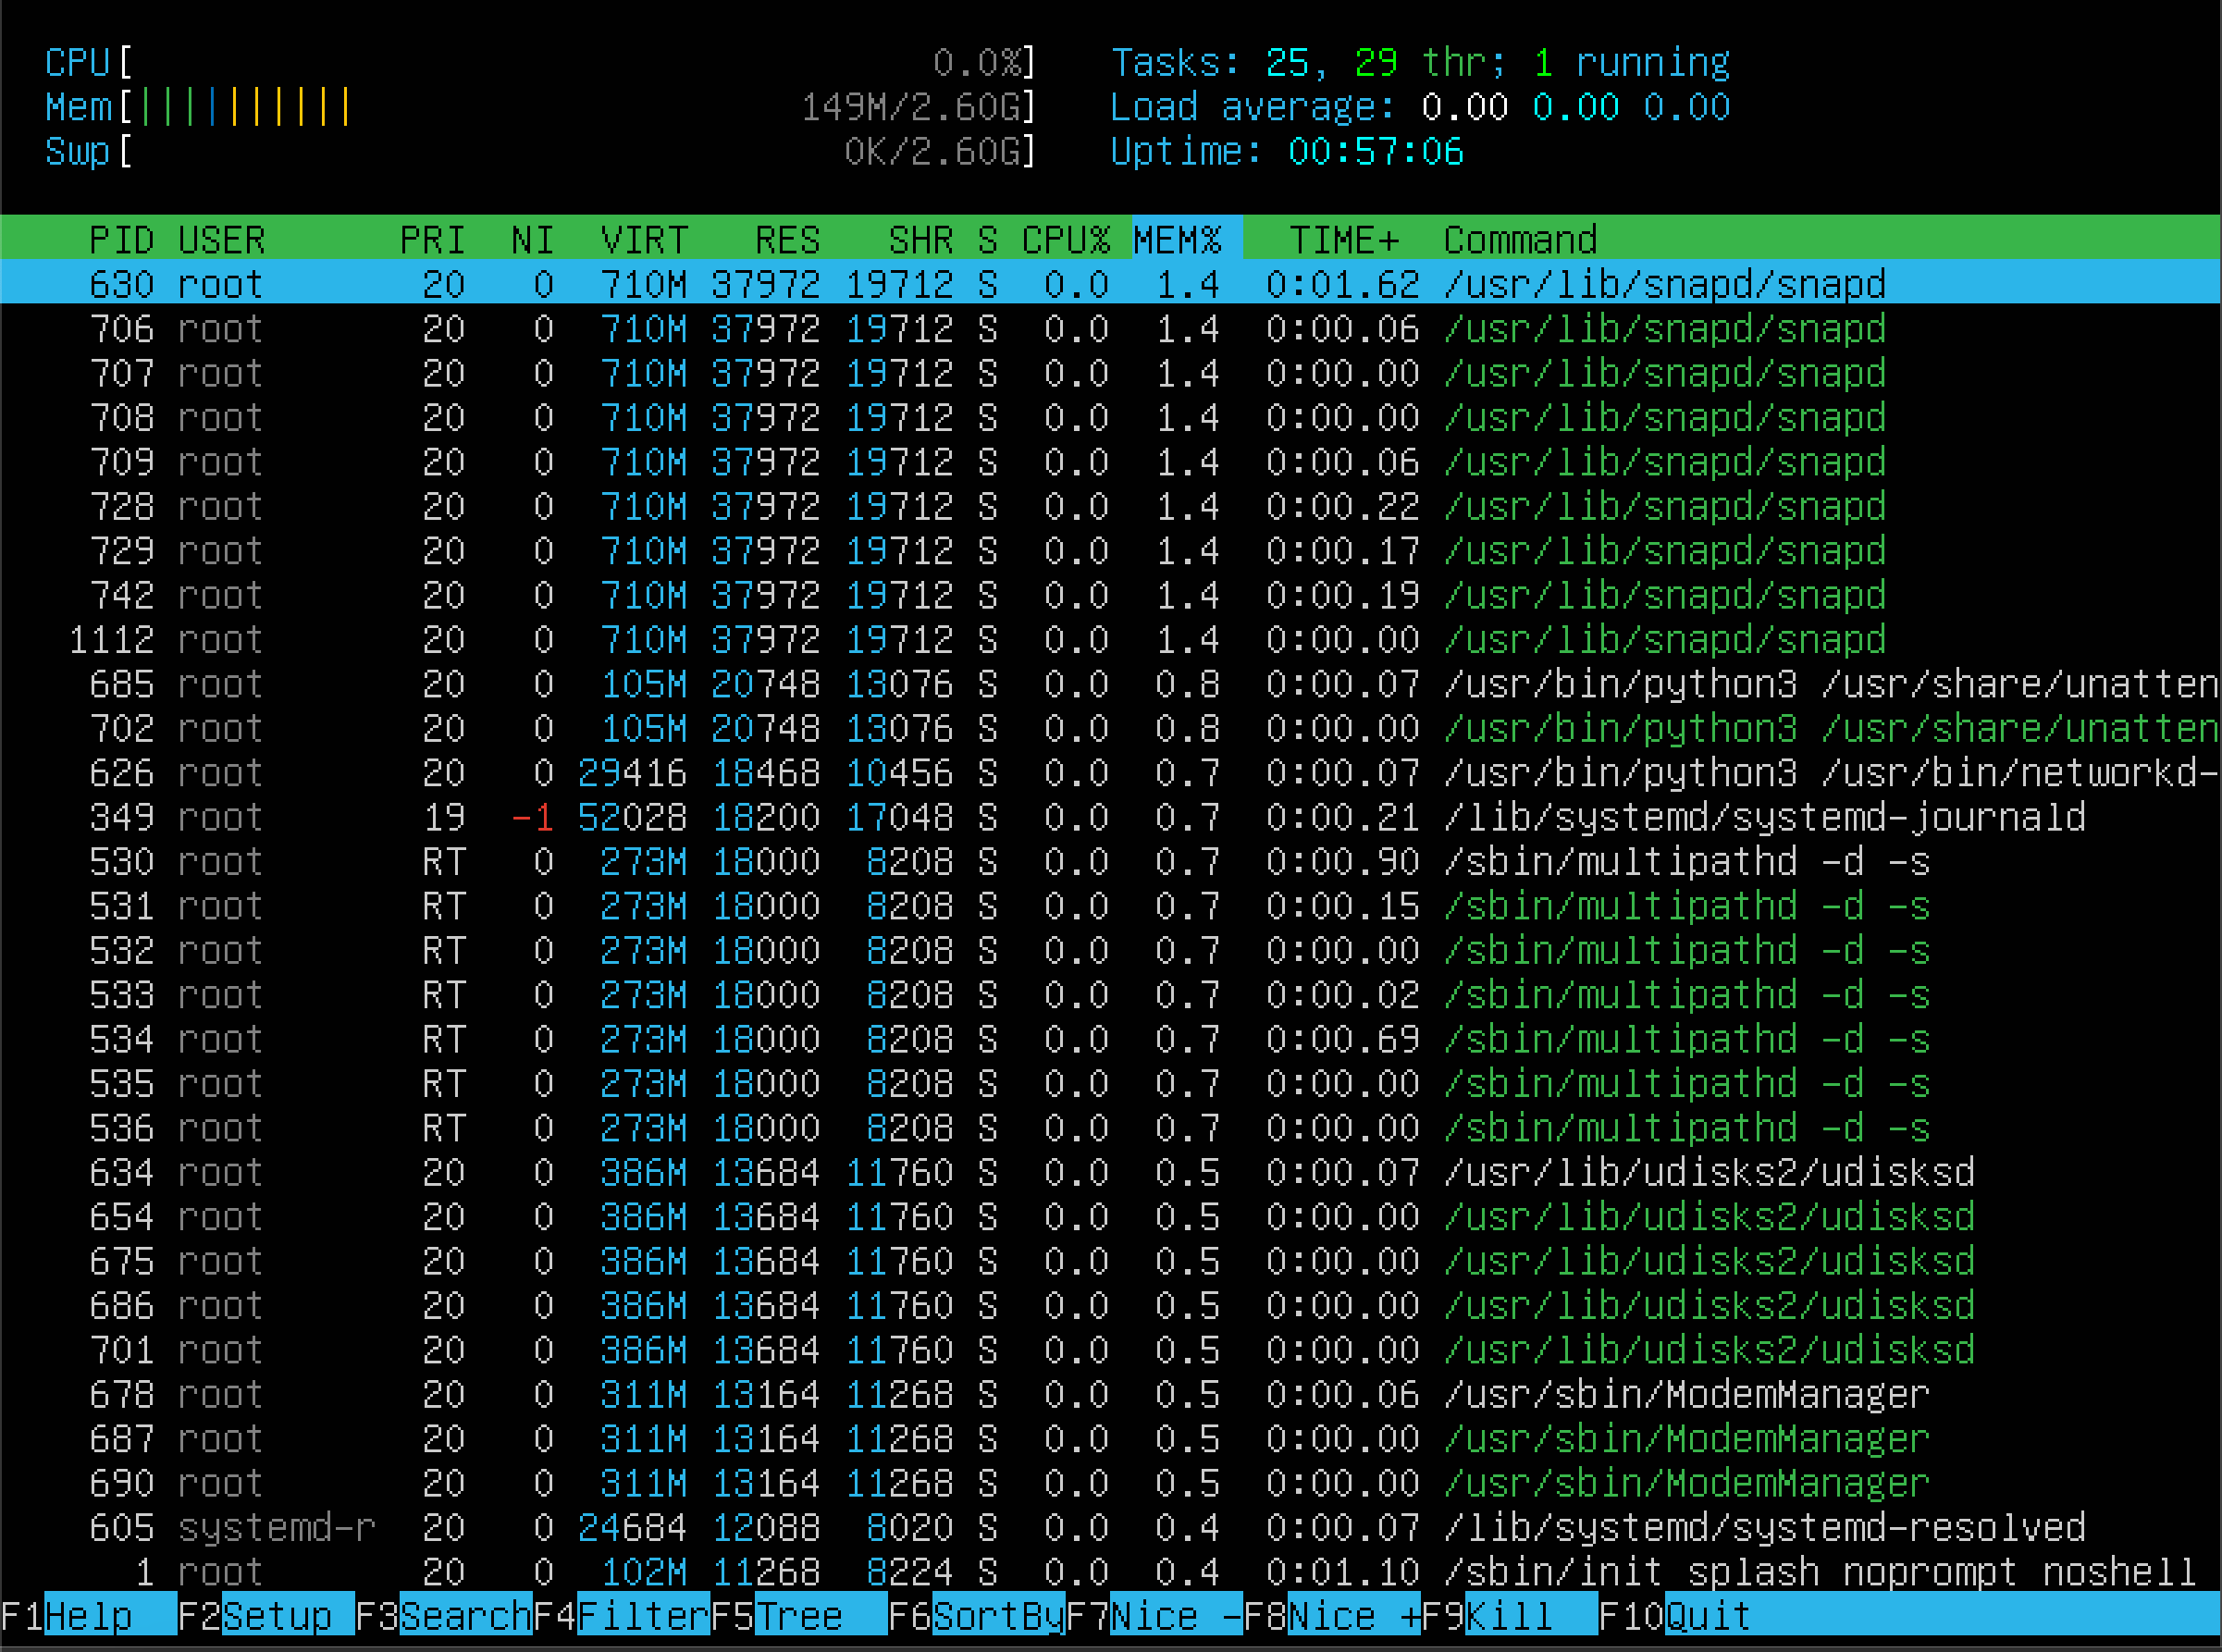 CPU[ 0.0%] Tasks: 25, 29 thr; 1 running
Mem[|||||||||| 149M/2.60G] Load average: 0.00 0.00 0.00
Swp[ 0K/2.60G] Uptime: 00:57:06
PID USER PRI NI VIRT RES SHR S CPU% MEM% TIME+ Command
630 root 20 0 710M 37972 19712 S 0.0 1.4 0:01.62 /usr/lib/snapd/snapd
706 root 20 0 710M 37972 19712 S 0.0 1.4 0:00.06 /usr/lib/snapd/snapd
707 root 20 0 710M 37972 19712 S 0.0 1.4 0:00.00 /usr/lib/snapd/snapd
708 root 20 0 710M 37972 19712 S 0.0 1.4 0:00.00 /usr/lib/snapd/snapd
709 root 20 0 710M 37972 19712 S 0.0 1.4 0:00.06 /usr/lib/snapd/snapd
728 root 20 0 710M 37972 19712 S 0.0 1.4 0:00.22 /usr/lib/snapd/snapd
729 root 20 0 710M 37972 19712 S 0.0 1.4 0:00.17 /usr/lib/snapd/snapd
742 root 20 0 710M 37972 19712 S 0.0 1.4 0:00.19 /usr/lib/snapd/snapd
1112 root 20 0 710M 37972 19712 S 0.0 1.4 0:00.00 /usr/lib/snapd/snapd
685 root 20 0 105M 20748 13076 S 0.0 0.8 0:00.07 /usr/bin/python3 /usr/share/unatten
702 root 20 0 105M 20748 13076 S 0.0 0.8 0:00.00 /usr/bin/python3 /usr/share/unatten
626 root 20 0 29416 18468 10456 S 0.0 0.7 0:00.07 /usr/bin/python3 /usr/bin/networkd-
349 root 19 -1 52028 18200 17048 S 0.0 0.7 0:00.21 /lib/systemd/systemd-journald
530 root RT 0 273M 18000 8208 S 0.0 0.7 0:00.90 /sbin/multipathd -d -s
531 root RT 0 273M 18000 8208 S 0.0 0.7 0:00.15 /sbin/multipathd -d -s
532 root RT 0 273M 18000 8208 S 0.0 0.7 0:00.00 /sbin/multipathd -d -s
533 root RT 0 273M 18000 8208 S 0.0 0.7 0:00.02 /sbin/multipathd -d -s
534 root RT 0 273M 18000 8208 S 0.0 0.7 0:00.69 /sbin/multipathd -d -s
535 root RT 0 273M 18000 8208 S 0.0 0.7 0:00.00 /sbin/multipathd -d -s
536 root RT 0 273M 18000 8208 S 0.0 0.7 0:00.00 /sbin/multipathd -d -s
634 root 20 0 386M 13684 11760 S 0.0 0.5 0:00.07 /usr/lib/udisks2/udisksd
654 root 20 0 386M 13684 11760 S 0.0 0.5 0:00.00 /usr/lib/udisks2/udisksd
675 root 20 0 386M 13684 11760 S 0.0 0.5 0:00.00 /usr/lib/udisks2/udisksd
686 root 20 0 386M 13684 11760 S 0.0 0.5 0:00.00 /usr/lib/udisks2/udisksd
701 root 20 0 386M 13684 11760 S 0.0 0.5 0:00.00 /usr/lib/udisks2/udisksd
678 root 20 0 311M 13164 11268 S 0.0 0.5 0:00.06 /usr/sbin/ModemManager
687 root 20 0 311M 13164 11268 S 0.0 0.5 0:00.00 /usr/sbin/ModemManager
690 root 20 0 311M 13164 11268 S 0.0 0.5 0:00.00 /usr/sbin/ModemManager
605 systemd-r 20 0 24684 12088 8020 S 0.0 0.4 0:00.07 /lib/systemd/systemd-resolved
1 root 20 0 102M 11268 8224 S 0.0 0.4 0:01.10 /sbin/init splash noprompt noshell
F1Help F2Setup F3SearchF4FilterF5Tree F6SortByF7Nice -F8Nice +F9Kill F10Quit